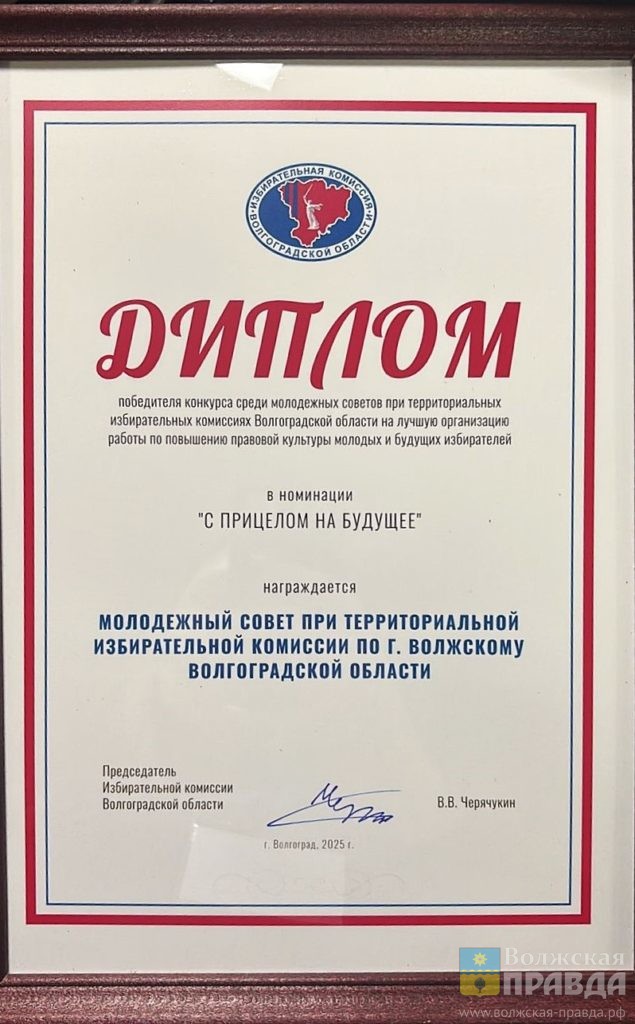 ИЗБИРАТЕЛЬНАЯ КОМИССИЯ
ВОЛГОГРАДСКОЙ ОБЛАСТИ
ДИПЛОМ
победителя конкурса среди молодежных советов при территориальных
избирательных комиссиях Волгоградской области на лучшую организацию
работы по повышению правовой культуры молодых и будущих избирателей
в номинации
"С ПРИЦЕЛОМ НА БУДУЩЕЕ"
награждается
МОЛОДЕЖНЫЙ СОВЕТ ПРИ ТЕРРИТОРИАЛЬНОЙ
ИЗБИРАТЕЛЬНОЙ КОМИССИИ ПО Г. ВОЛЖСКОМУ
ВОЛГОГРАДСКОЙ ОБЛАСТИ
Председатель
Избирательной комиссии
Волгоградской области
В.В. Черячукин
г. Волгоград, 2025 г.
Волжская
ПРАВДА
www.волжская-правда.рф